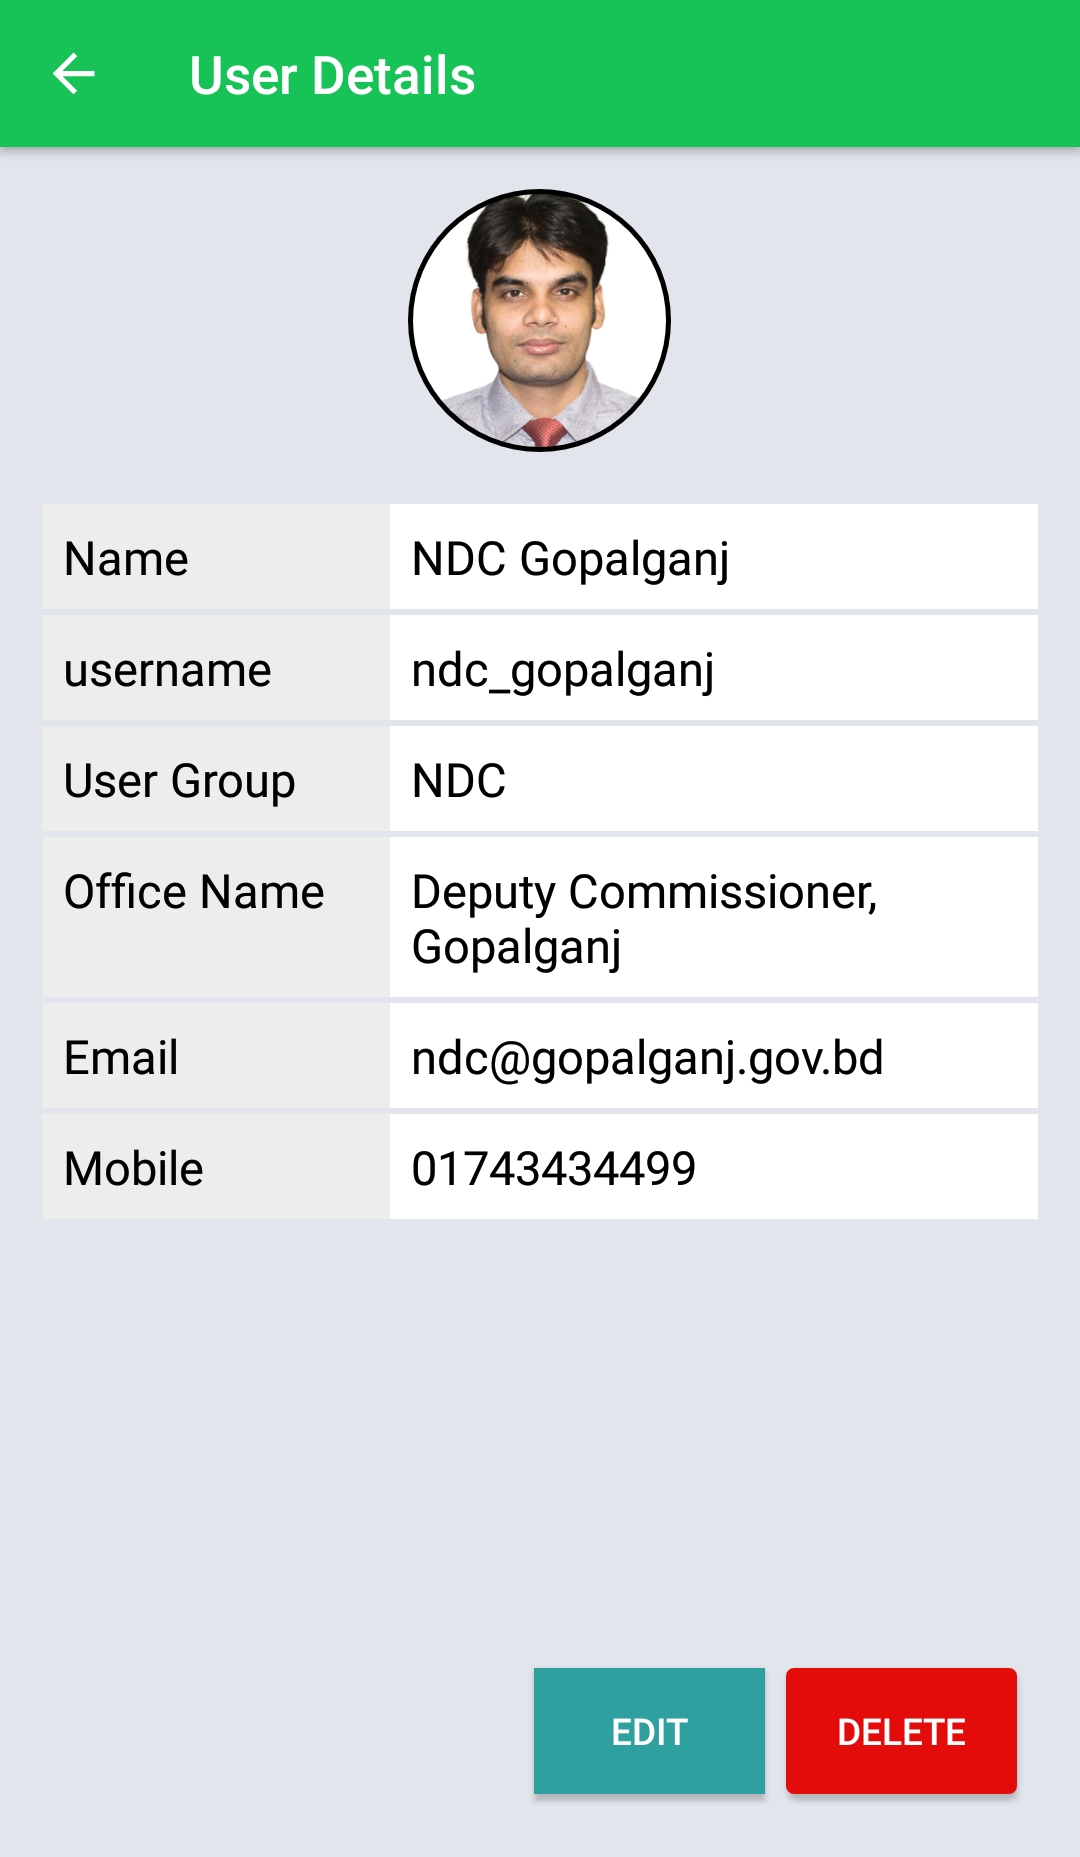 User Details
Name NDC Gopalganj
username ndc_gopalganj
User Group NDC
Office Name Deputy Commissioner,
Gopalganj
Email ndc@gopalganj.gov.bd
Mobile 01743434499
EDIT DELETE